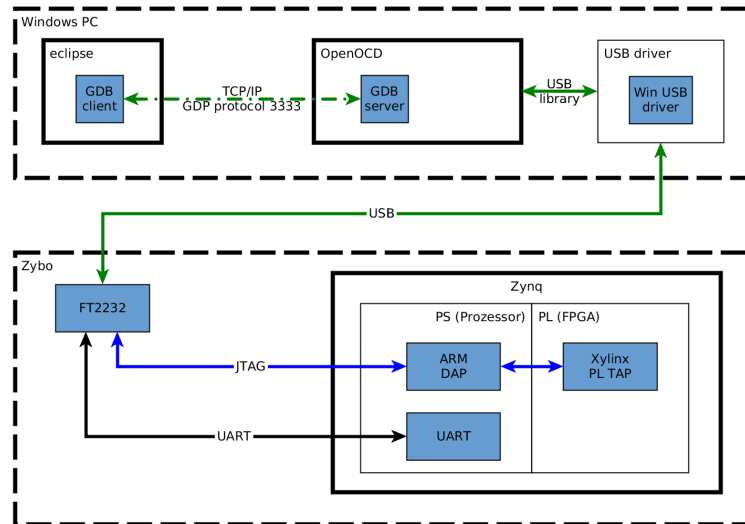 Windows PC
eclipse
OpenOCD
USB driver
GDB
client
TCP/IP
GDP protocol 3333
GDB
server
USB
library
Win USB
driver
USB
Zybo
Zynq
FT2232
PS (Prozessor)
PL (FPGA)
JTAG
ARM
DAP
Xylinx
PL TAP
UART
UART